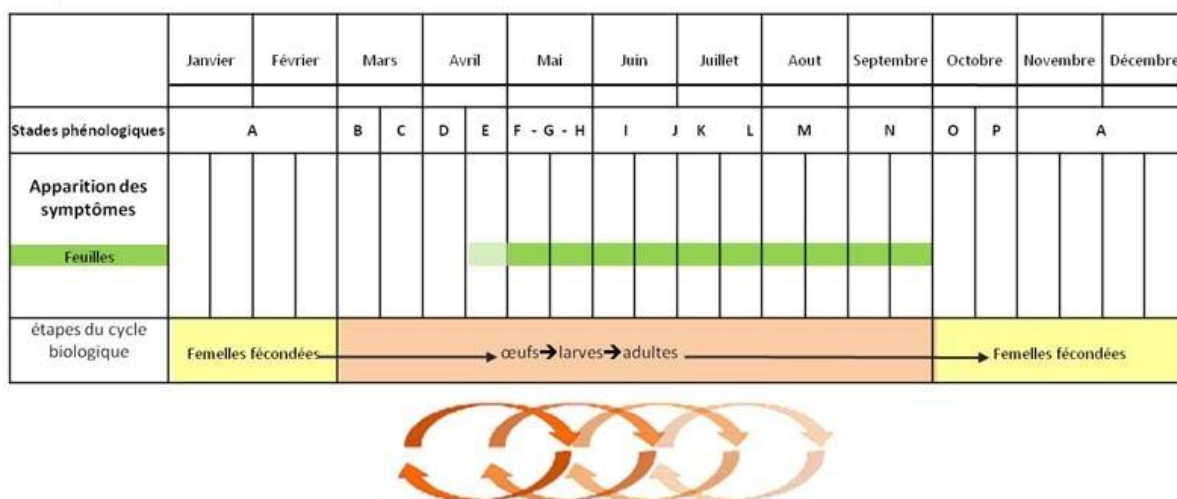 Janvier Février Mars Avril Mai Juin Juillet Aout Septembre Octobre Novembre Décembre
Stades phénologiques A B C D E F - G - H I J K L M N O P A
Apparition des
symptômes
Feuilles
étapes du cycle
biologique
Femelles fécondées œufs➔larves➔adultes Femelles fécondées